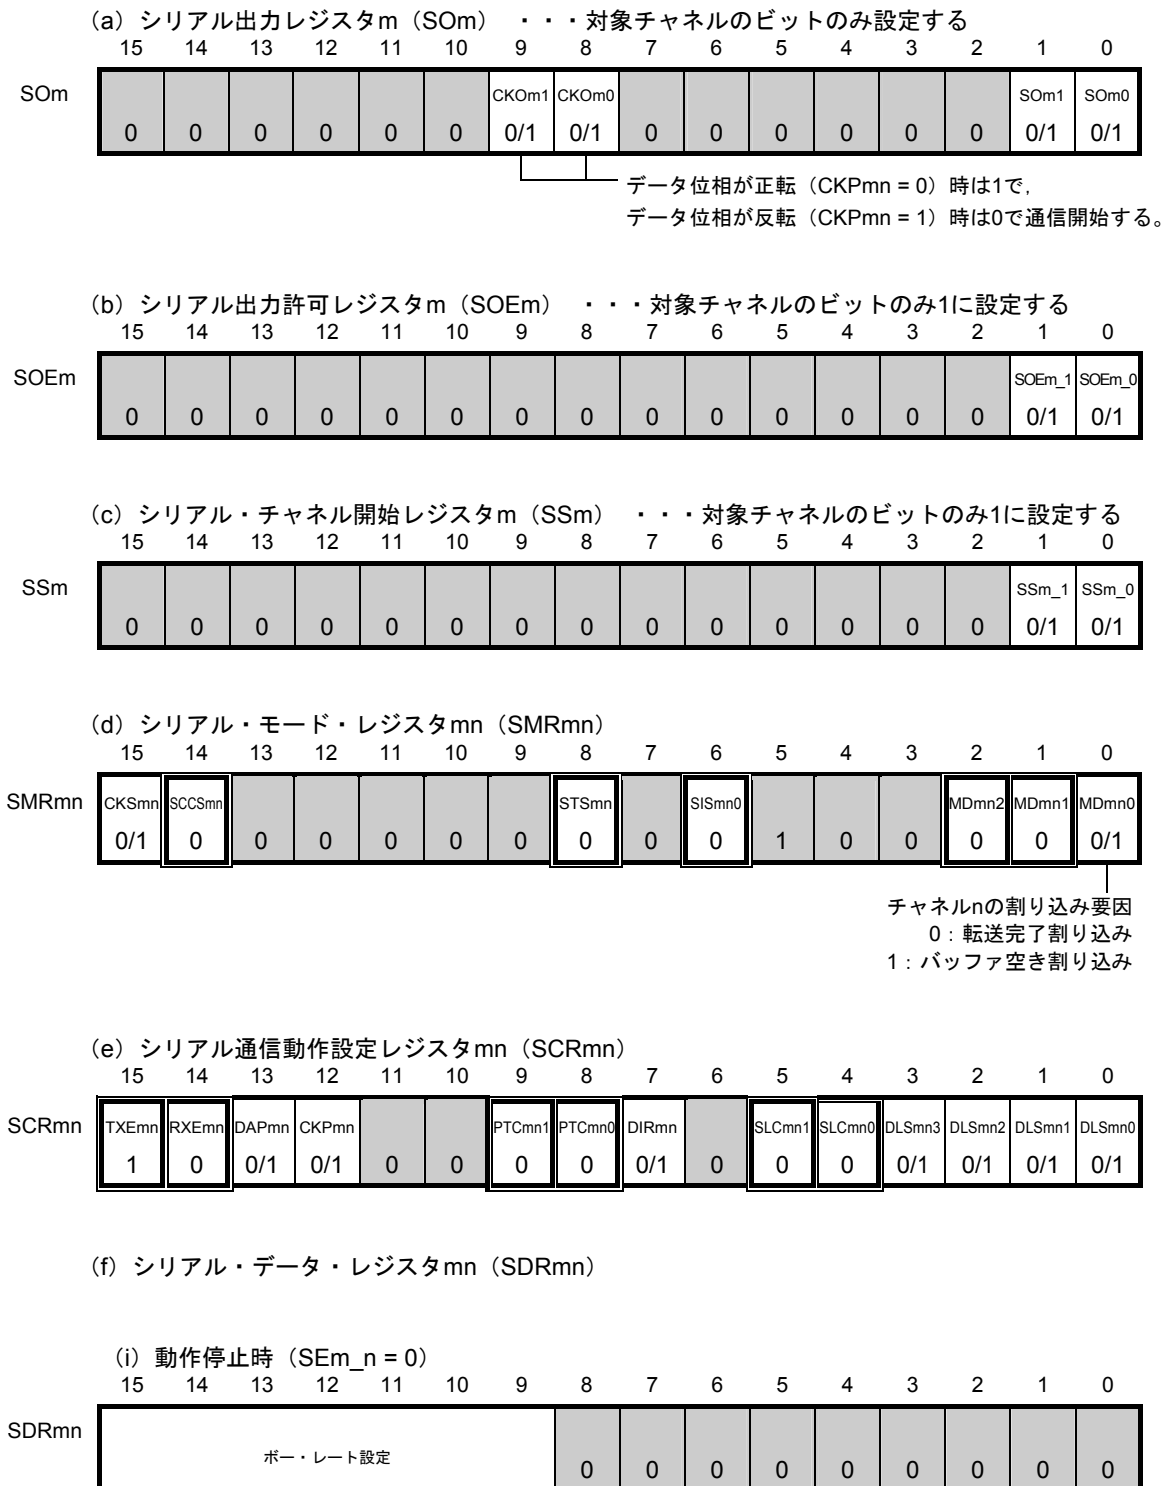 (a) シリアル出力レジスタm（SOm） ・・・対象チャネルのビットのみ設定する
15 14 13 12 11 10 9 8 7 6 5 4 3 2 1 0
SOm
CKOm1 CKOm0 SOm1 SOm0
0 0 0 0 0 0 0/1 0/1 0 0 0 0 0 0 0/1 0/1
データ位相が正転（CKPmn = 0）時は1で,
データ位相が反転（CKPmn = 1）時は0で通信開始する。
(b) シリアル出力許可レジスタm（SOEm） ・・・対象チャネルのビットのみ1に設定する
15 14 13 12 11 10 9 8 7 6 5 4 3 2 1 0
SOEm
SOEm_1 SOEm_0
0 0 0 0 0 0 0 0 0 0 0 0 0 0 0/1 0/1
(c) シリアル・チャネル開始レジスタm（SSm） ・・・対象チャネルのビットのみ1に設定する
15 14 13 12 11 10 9 8 7 6 5 4 3 2 1 0
SSm
SSm_1 SSm_0
0 0 0 0 0 0 0 0 0 0 0 0 0 0 0/1 0/1
(d) シリアル・モード・レジスタmn（SMRmn）
15 14 13 12 11 10 9 8 7 6 5 4 3 2 1 0
SMRmn
CKSmn SCCSmn STSmn SISmn0 MDmn2 MDmn1 MDmn0
0/1 0 0 0 0 0 0 0 0 0 1 0 0 0 0 0/1
チャネルnの割り込み要因
0：転送完了割り込み
1：バッファ空き割り込み
(e) シリアル通信動作設定レジスタmn（SCRmn）
15 14 13 12 11 10 9 8 7 6 5 4 3 2 1 0
SCRmn
TXEmn RXEmn DAPmn CKPmn PTCmn1 PTCmn0 DIRmn SLCmn1 SLCmn0 DLSmn3 DLSmn2 DLSmn1 DLSmn0
1 0 0/1 0/1 0 0 0 0 0/1 0 0 0 0/1 0/1 0/1 0/1
(f) シリアル・データ・レジスタmn（SDRmn）
(i) 動作停止時（SEm_n = 0）
15 14 13 12 11 10 9 8 7 6 5 4 3 2 1 0
SDRmn
ボー・レート設定
0 0 0 0 0 0 0 0 0